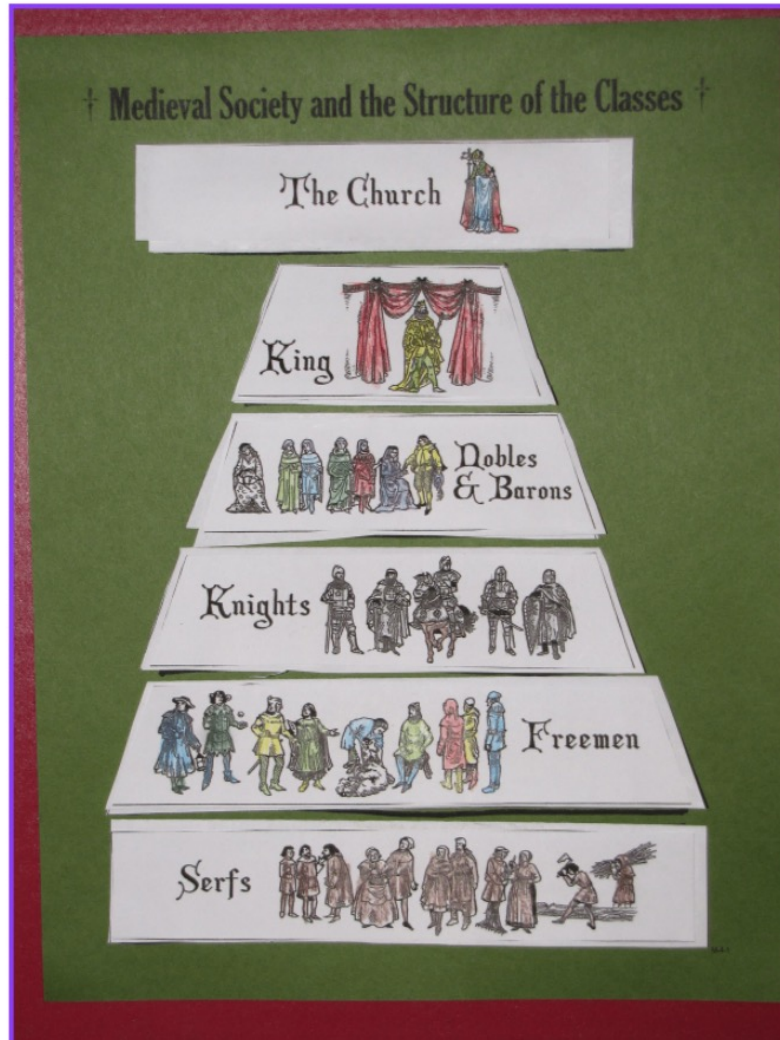 † Medieval Society and the Structure of the Classes †
The Church
King
Nobles
& Barons
Knights
Freemen
Serfs